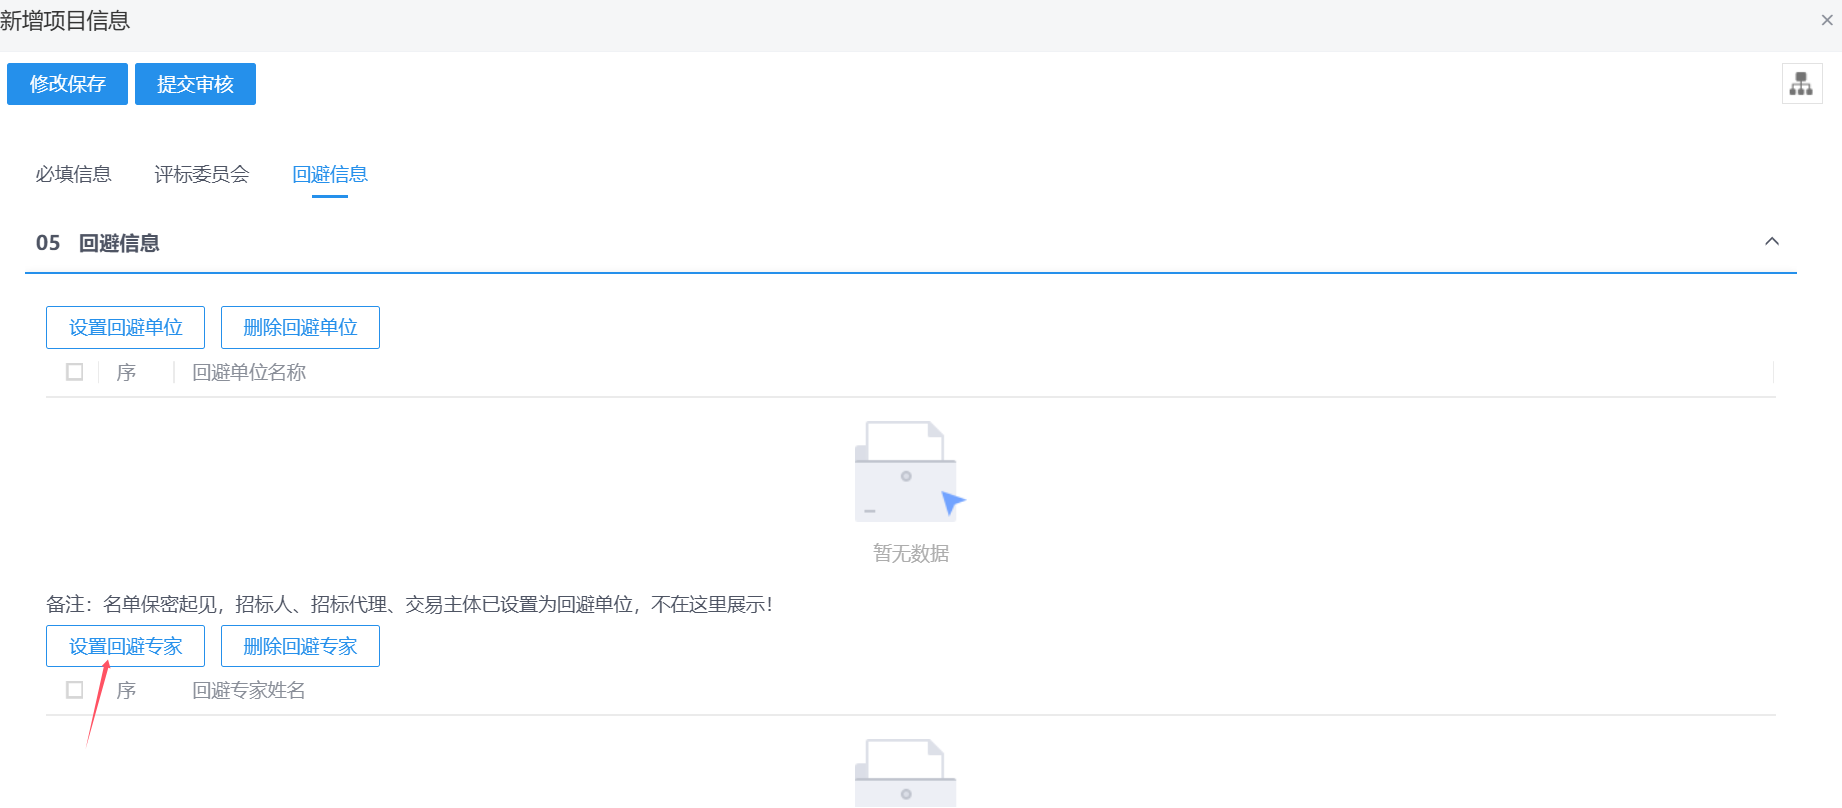 新增项目信息
修改保存 提交审核
必填信息 评标委员会 回避信息
05 回避信息
设置回避单位 删除回避单位
序 回避单位名称
暂无数据
备注：名单保密起见，招标人、招标代理、交易主体已设置为回避单位，不在这里展示！
设置回避专家 删除回避专家
序 回避专家姓名